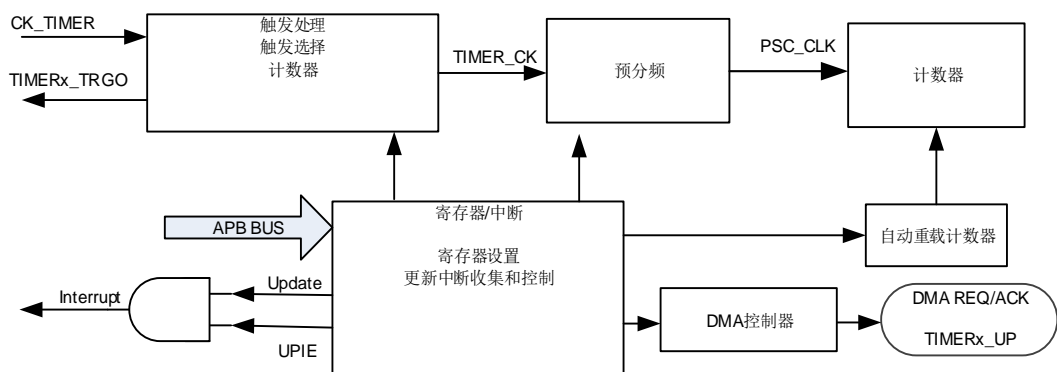 CK_TIMER
TIMERx_TRGO
触发处理
触发选择
计数器
TIMER_CK
预分频
PSC_CLK
计数器
APB BUS
寄存器/中断
寄存器设置
更新中断收集和控制
自动重载计数器
Interrupt
Update
UPIE
DMA控制器
DMA REQ/ACK
TIMERx_UP